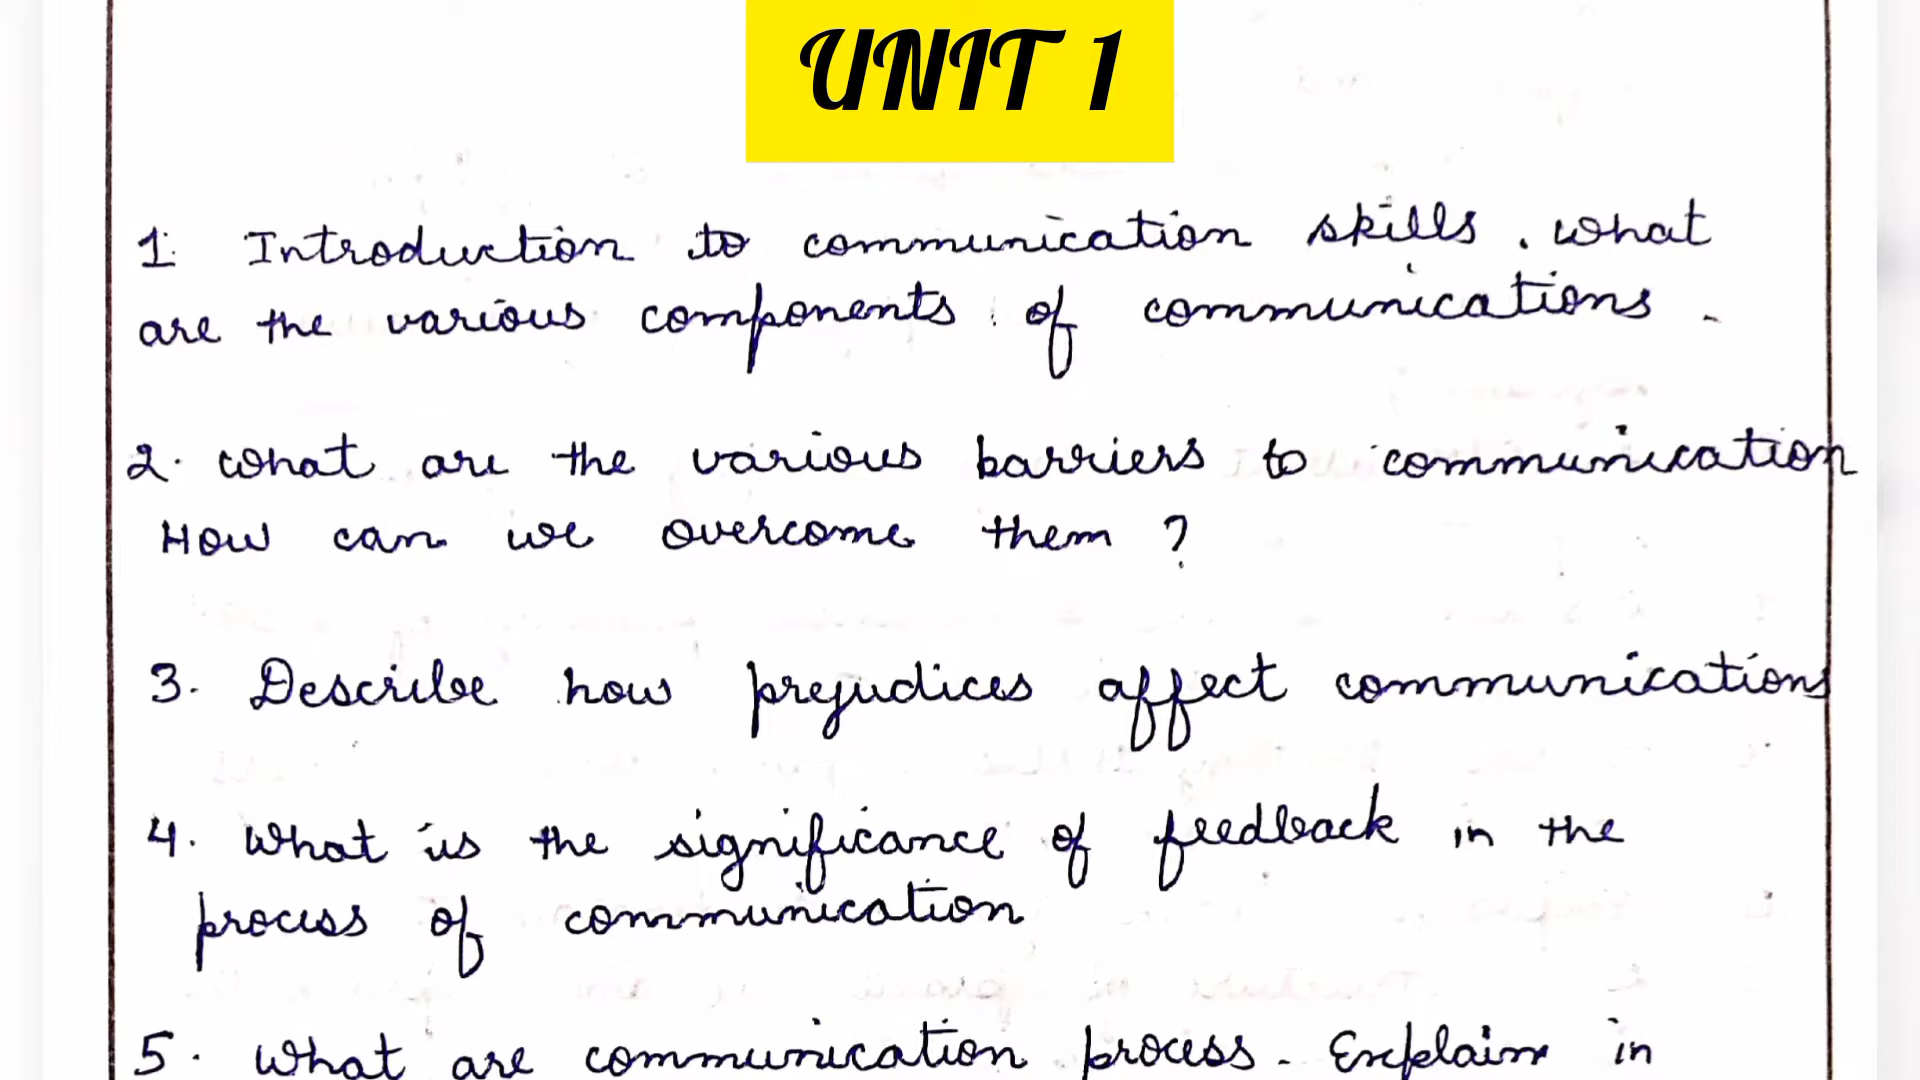 UNIT 1
1. Introduction to communication skills. what
are the various components of communications.
2. what are the various barriers to communication
How can we overcome them ?
3. Describe how prejudices affect communications
4. What is the significance of feedback in the
process of communication
5. What are communication process. Explain in